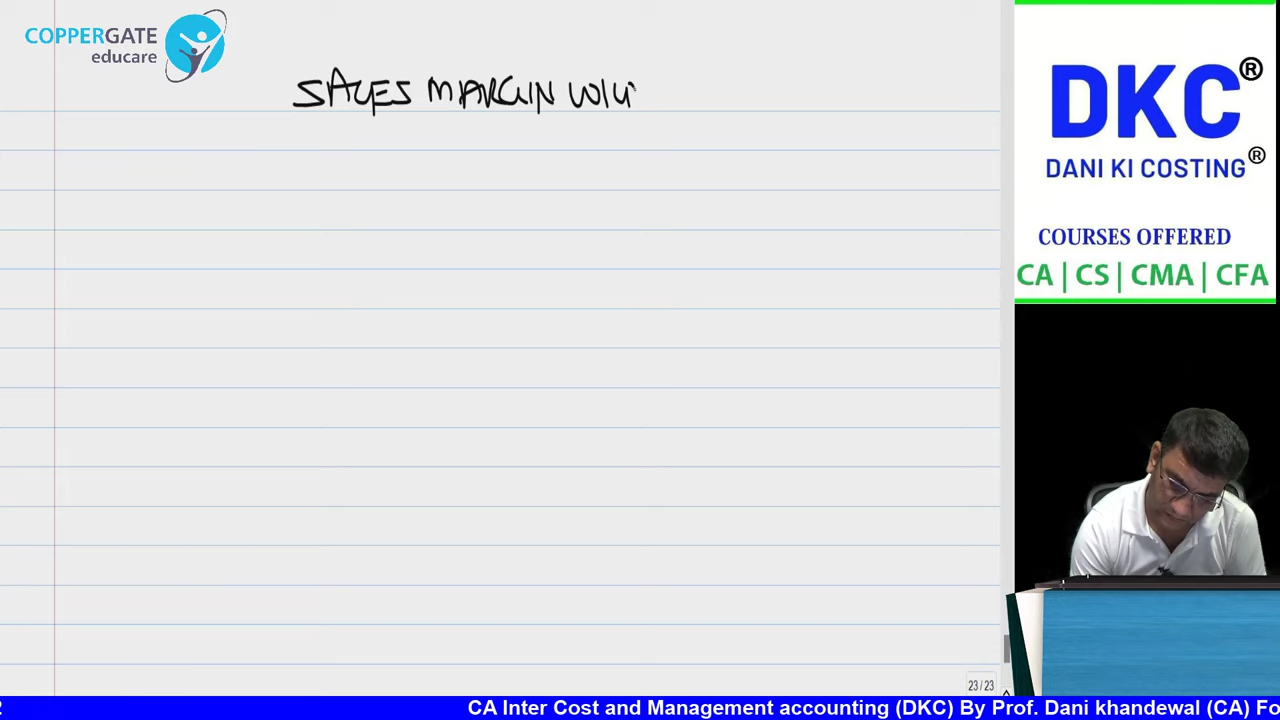 COPPERGATE
educare
SALES MARGIN
DKC®
DANI KI COSTING®
COURSES OFFERED
CA | CS | CMA | CFA
23/23
2 CA Inter Cost and Management accounting (DKC) By Prof. Dani khandewal (CA) Fo